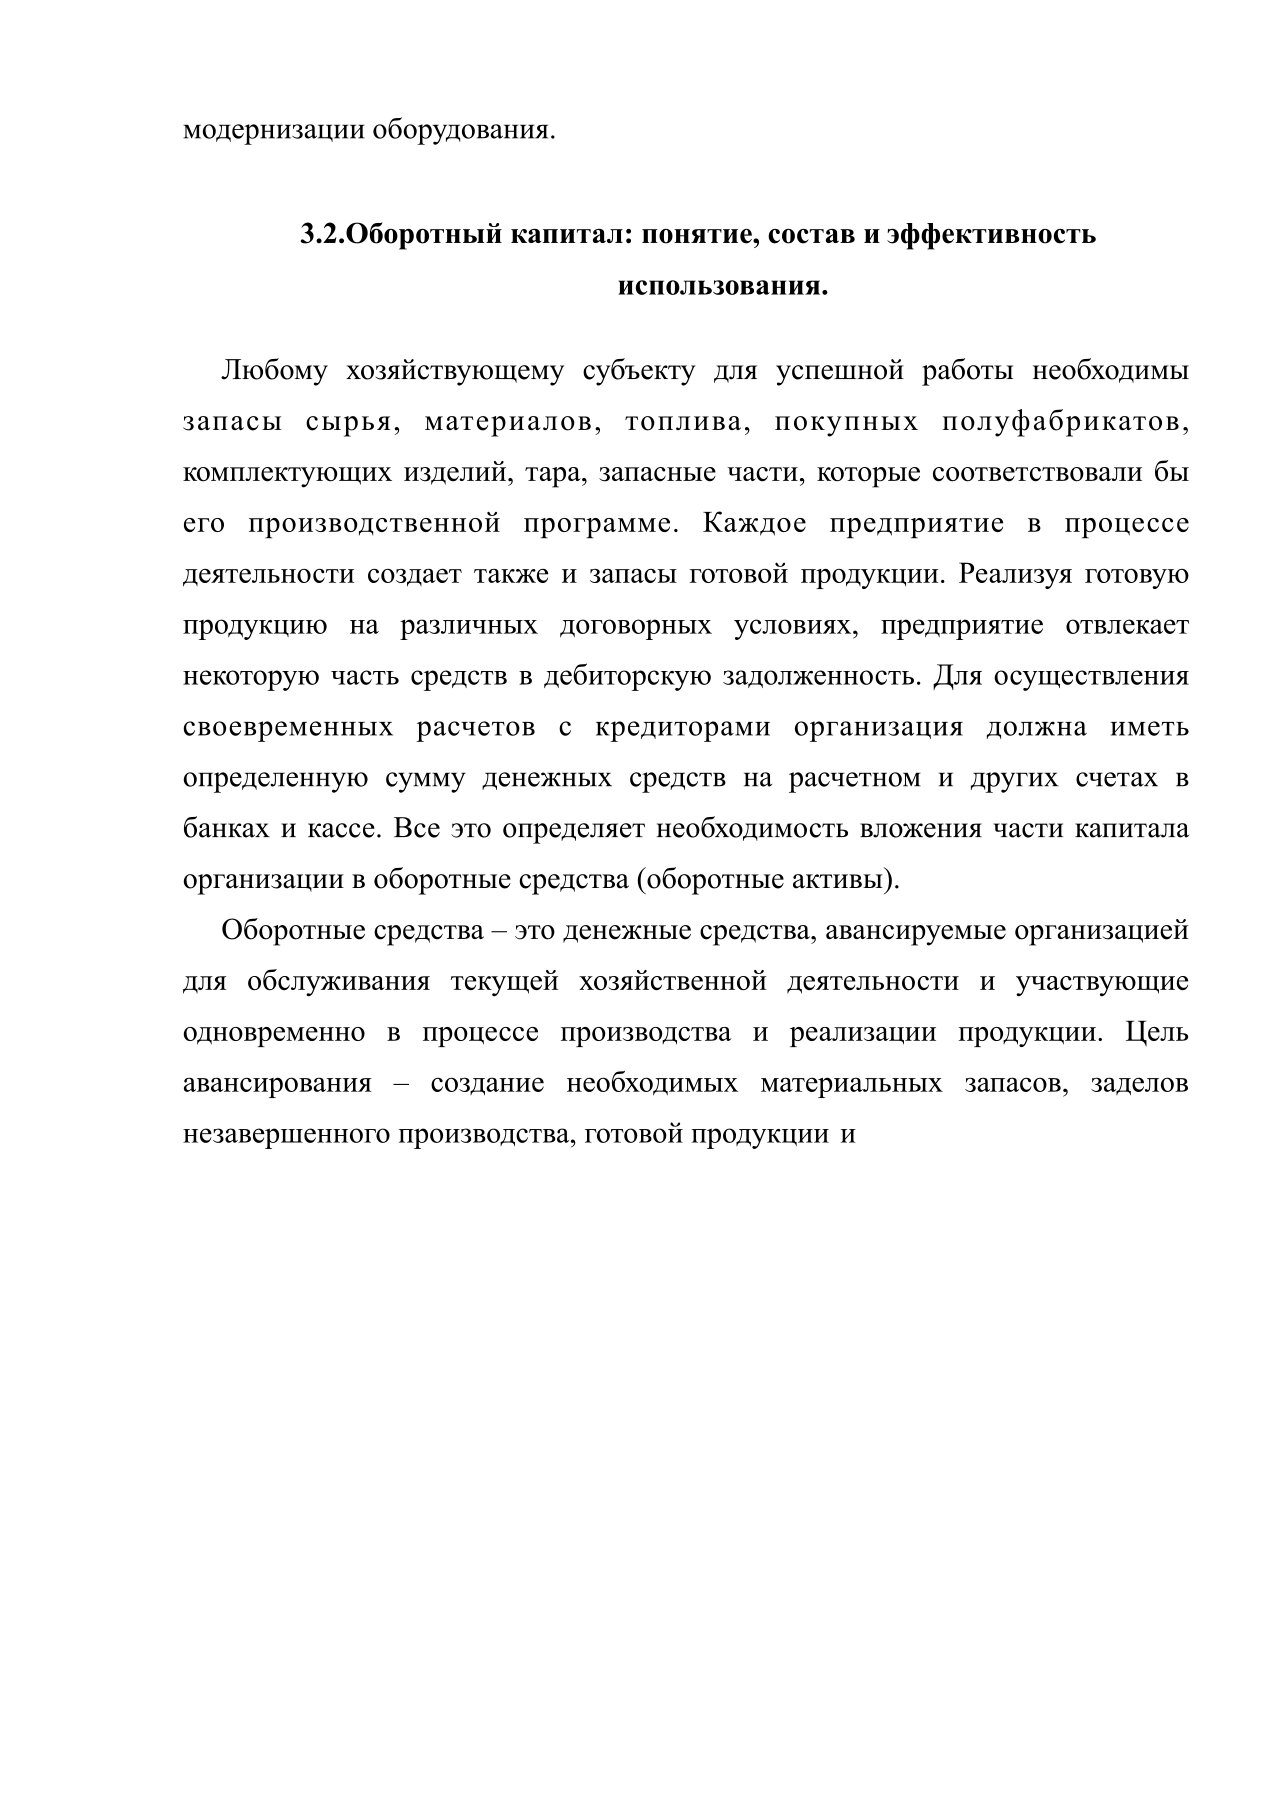 модернизации оборудования.
3.2.Оборотный капитал: понятие, состав и эффективность
использования.
Любому хозяйствующему субъекту для успешной работы необходимы
запасы сырья, материалов, топлива, покупных полуфабрикатов,
комплектующих изделий, тара, запасные части, которые соответствовали бы
его производственной программе. Каждое предприятие в процессе
деятельности создает также и запасы готовой продукции. Реализуя готовую
продукцию на различных договорных условиях, предприятие отвлекает
некоторую часть средств в дебиторскую задолженность. Для осуществления
своевременных расчетов с кредиторами организация должна иметь
определенную сумму денежных средств на расчетном и других счетах в
банках и кассе. Все это определяет необходимость вложения части капитала
организации в оборотные средства (оборотные активы).
Оборотные средства – это денежные средства, авансируемые организацией
для обслуживания текущей хозяйственной деятельности и участвующие
одновременно в процессе производства и реализации продукции. Цель
авансирования – создание необходимых материальных запасов, заделов
незавершенного производства, готовой продукции и